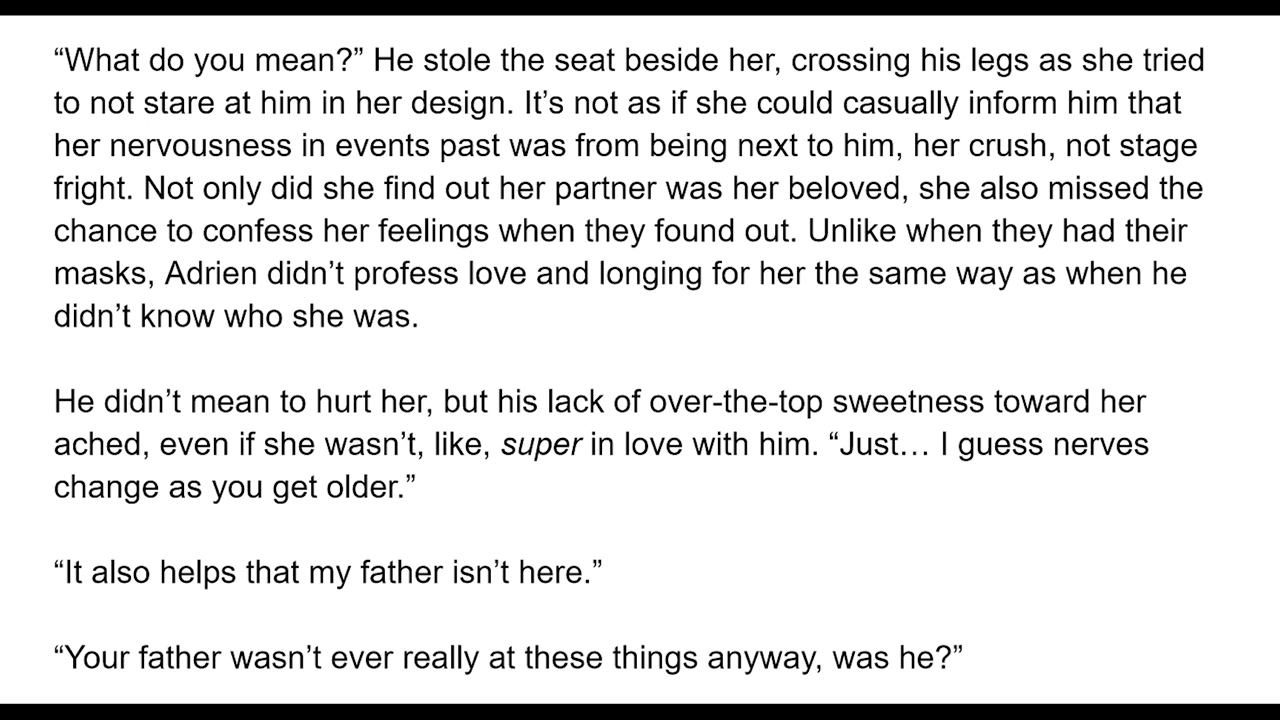 “What do you mean?” He stole the seat beside her, crossing his legs as she tried
to not stare at him in her design. It’s not as if she could casually inform him that
her nervousness in events past was from being next to him, her crush, not stage
fright. Not only did she find out her partner was her beloved, she also missed the
chance to confess her feelings when they found out. Unlike when they had their
masks, Adrien didn’t profess love and longing for her the same way as when he
didn’t know who she was.
He didn’t mean to hurt her, but his lack of over-the-top sweetness toward her
ached, even if she wasn’t, like, super in love with him. “Just… I guess nerves
change as you get older.”
“It also helps that my father isn’t here.”
“Your father wasn’t ever really at these things anyway, was he?”